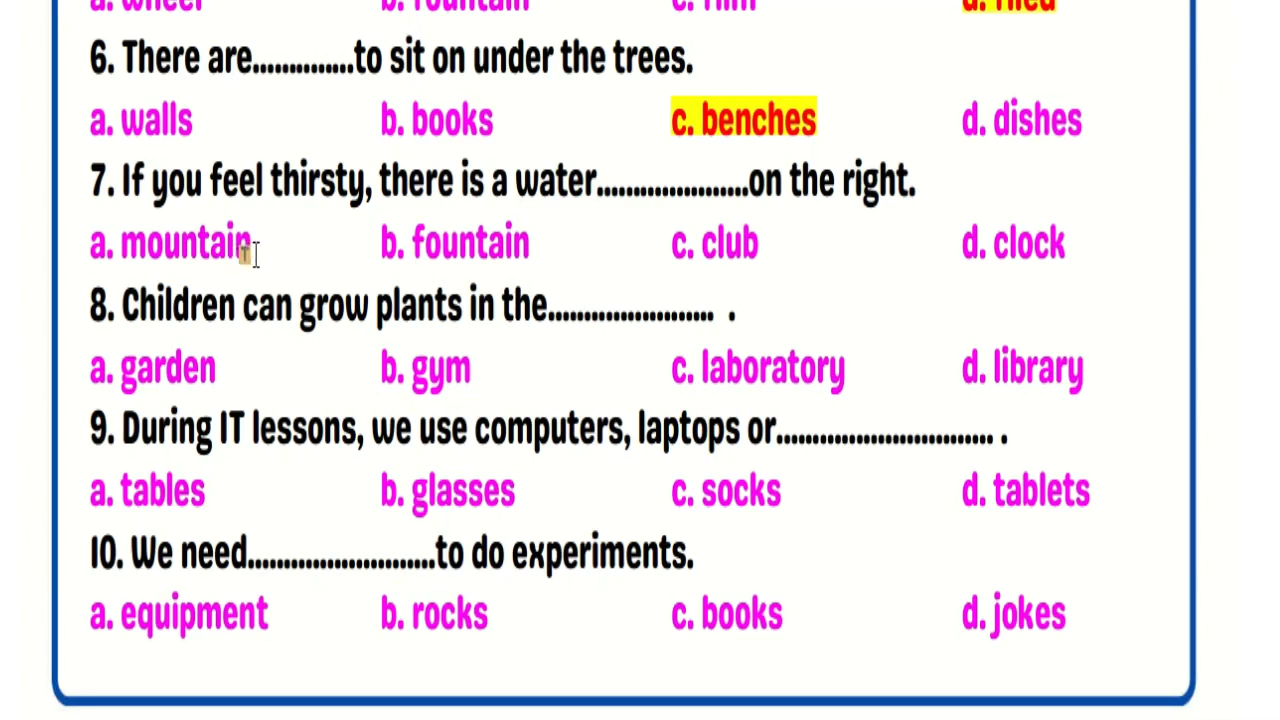 6. There are..............to sit on under the trees.
a. walls b. books c. benches d. dishes
7. If you feel thirsty, there is a water.....................on the right.
a. mountain b. fountain c. club d. clock
8. Children can grow plants in the....................... .
a. garden b. gym c. laboratory d. library
9. During IT lessons, we use computers, laptops or.............................. .
a. tables b. glasses c. socks d. tablets
10. We need..........................to do experiments.
a. equipment b. rocks c. books d. jokes